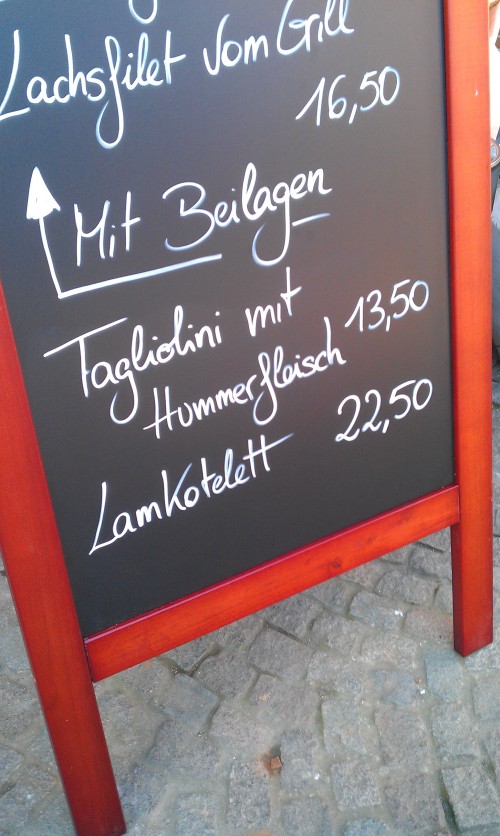 Lachsfilet vom Grill
16,50
Mit Beilagen
Tagliolini mit
Hummerfleisch 13,50
Lamkotelett 22,50